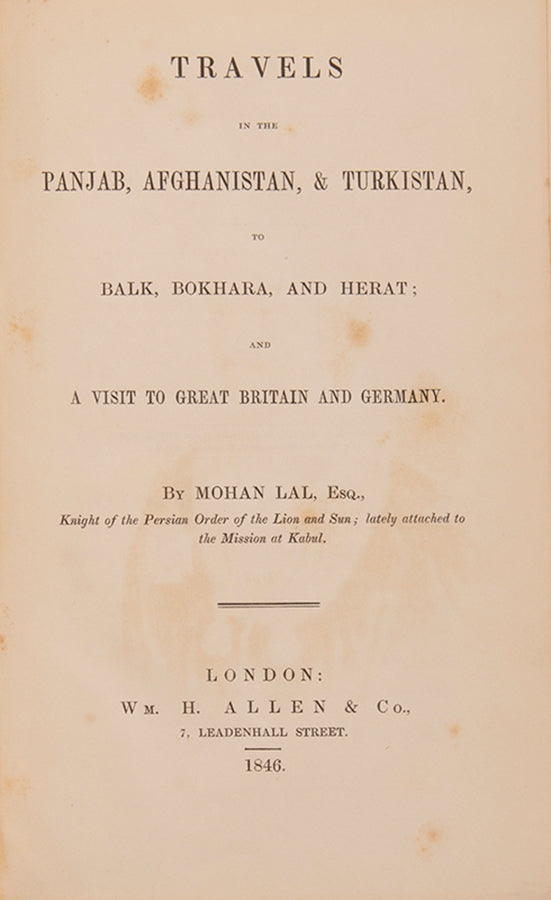 TRAVELS
IN THE
PANJAB, AFGHANISTAN, & TURKISTAN,
TO
BALK, BOKHARA, AND HERAT;
AND
A VISIT TO GREAT BRITAIN AND GERMANY.
By MOHAN LAL, Esq.,
Knight of the Persian Order of the Lion and Sun; lately attached to
the Mission at Kabul.
LONDON:
Wm. H. ALLEN & Co.,
7, LEADENHALL STREET.
1846.